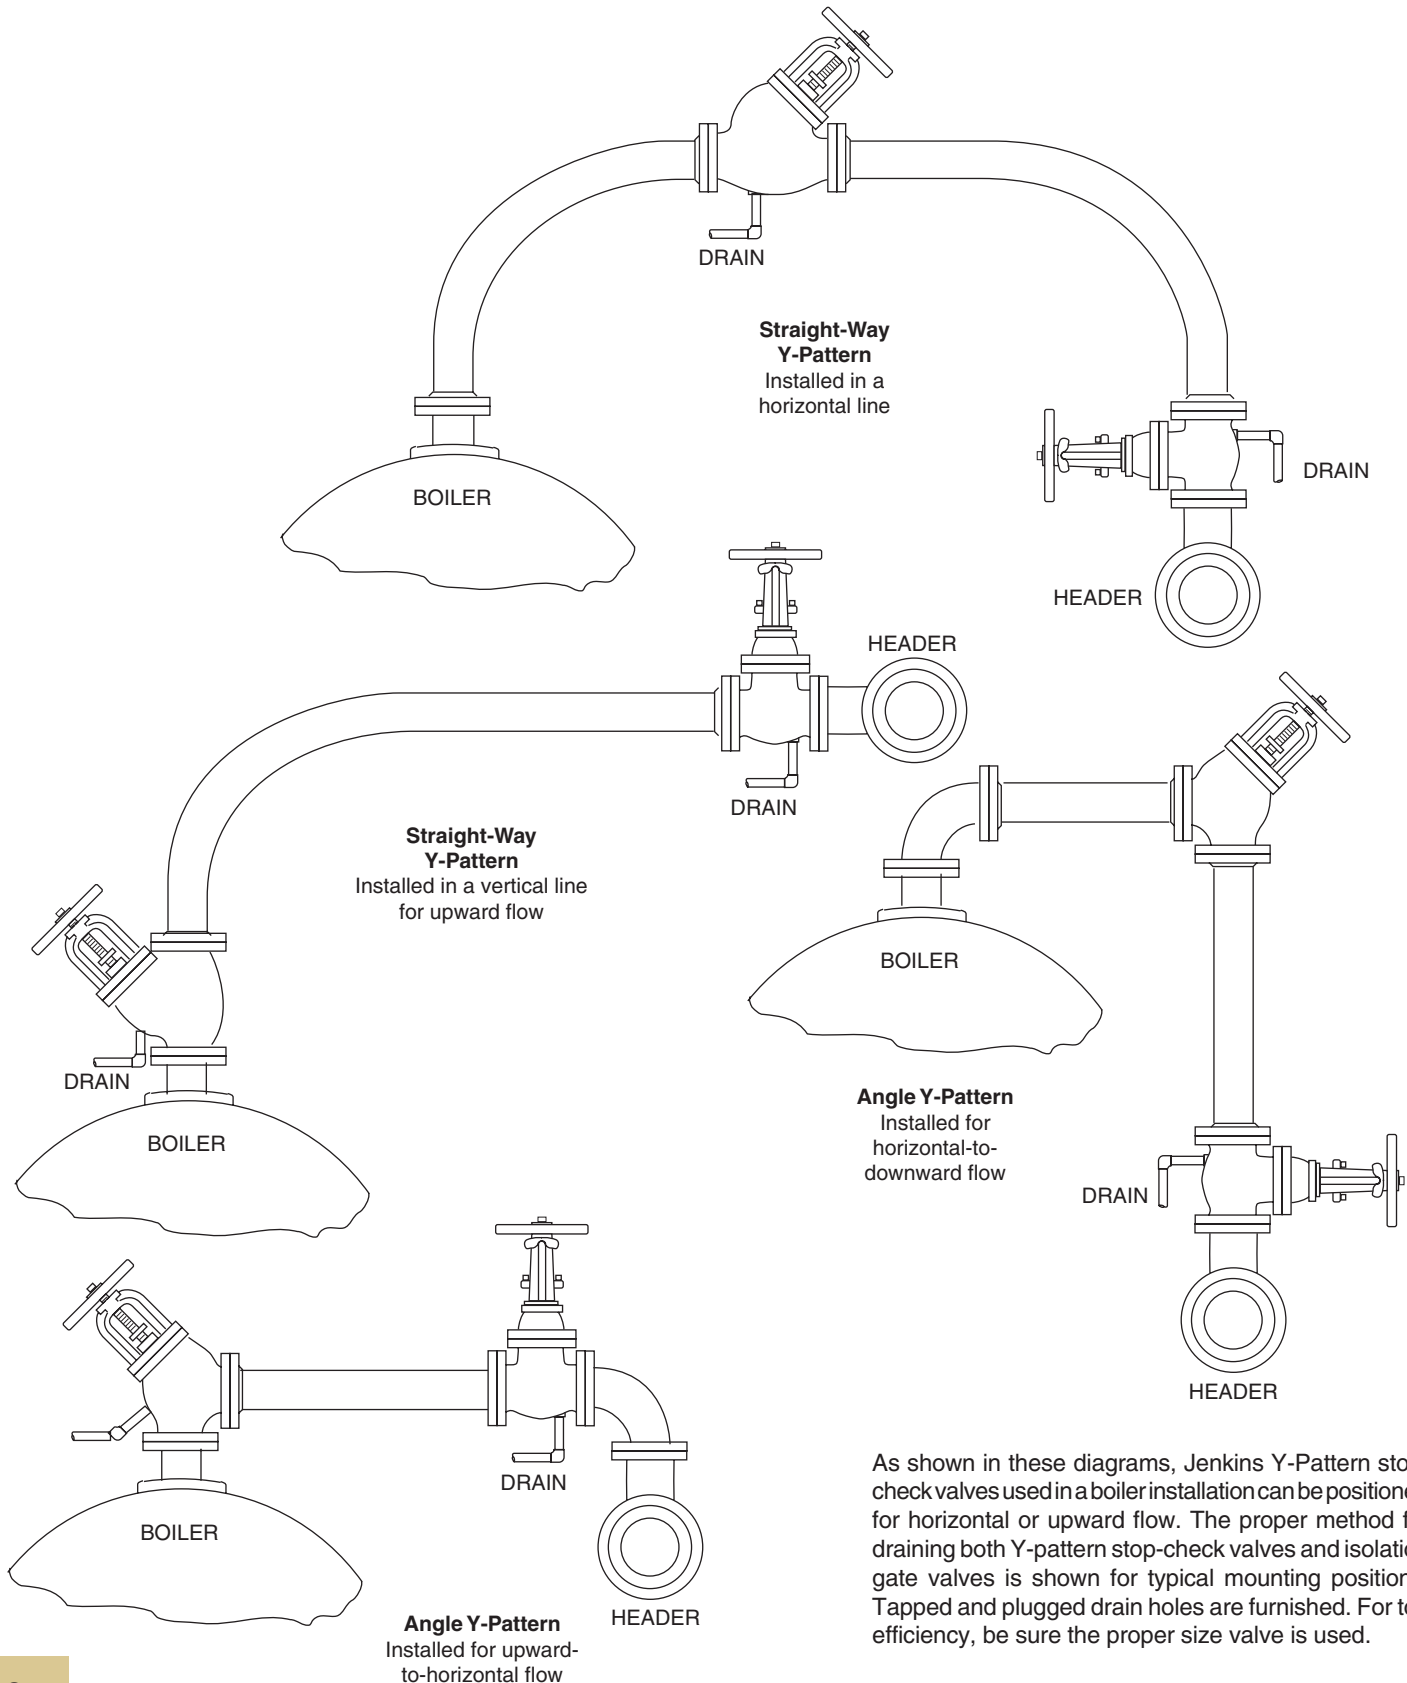 DRAIN
Straight-Way
Y-Pattern
Installed in a
horizontal line
BOILER
DRAIN
HEADER
HEADER
DRAIN
Straight-Way
Y-Pattern
Installed in a vertical line
for upward flow
DRAIN
BOILER
BOILER
Angle Y-Pattern
Installed for
horizontal-to-
downward flow
DRAIN
HEADER
DRAIN
BOILER
HEADER
Angle Y-Pattern
Installed for upward-
to-horizontal flow
As shown in these diagrams, Jenkins Y-Pattern
check valves used in a boiler installation can be
for horizontal or upward flow. The proper method
draining both Y-pattern stop-check valves and
gate valves is shown for typical mounting
Tapped and plugged drain holes are furnished. For
efficiency, be sure the proper size valve is used.